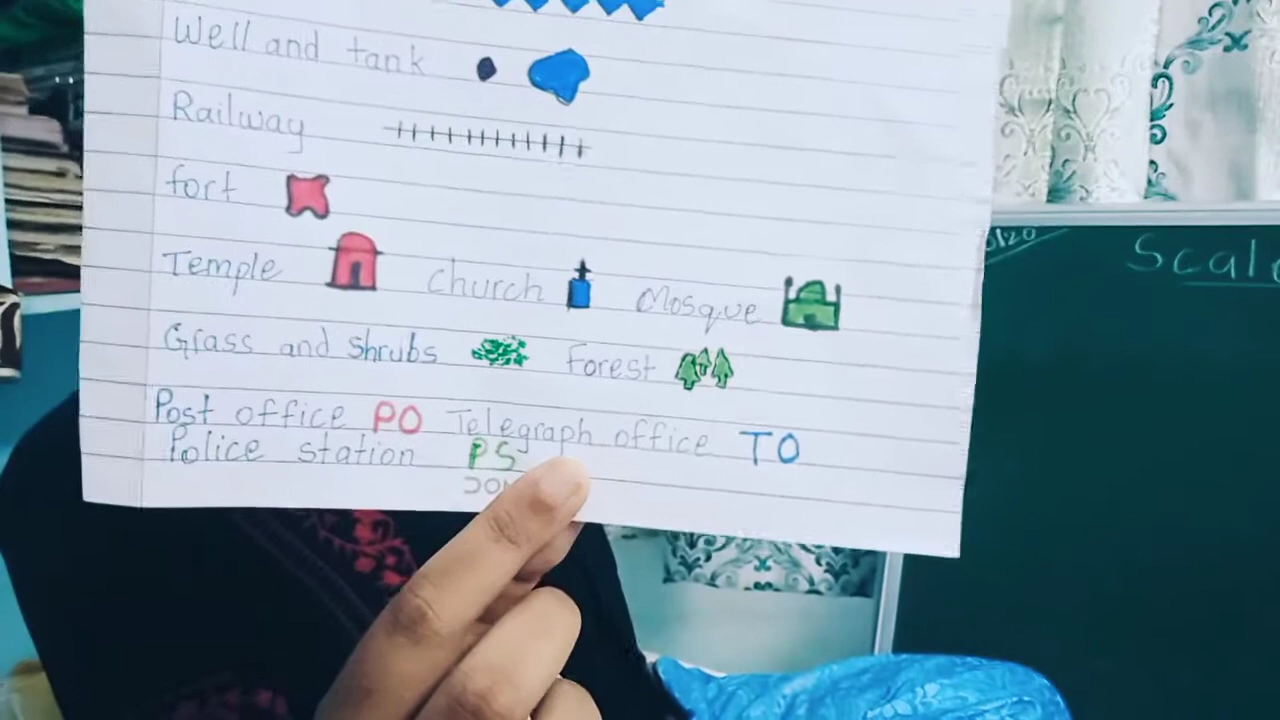 Well and tank
Railway
fort
Temple Church Mosque
Grass and Shrubs Forest
Post office PO Telegraph office TO
Police station PS
Scale